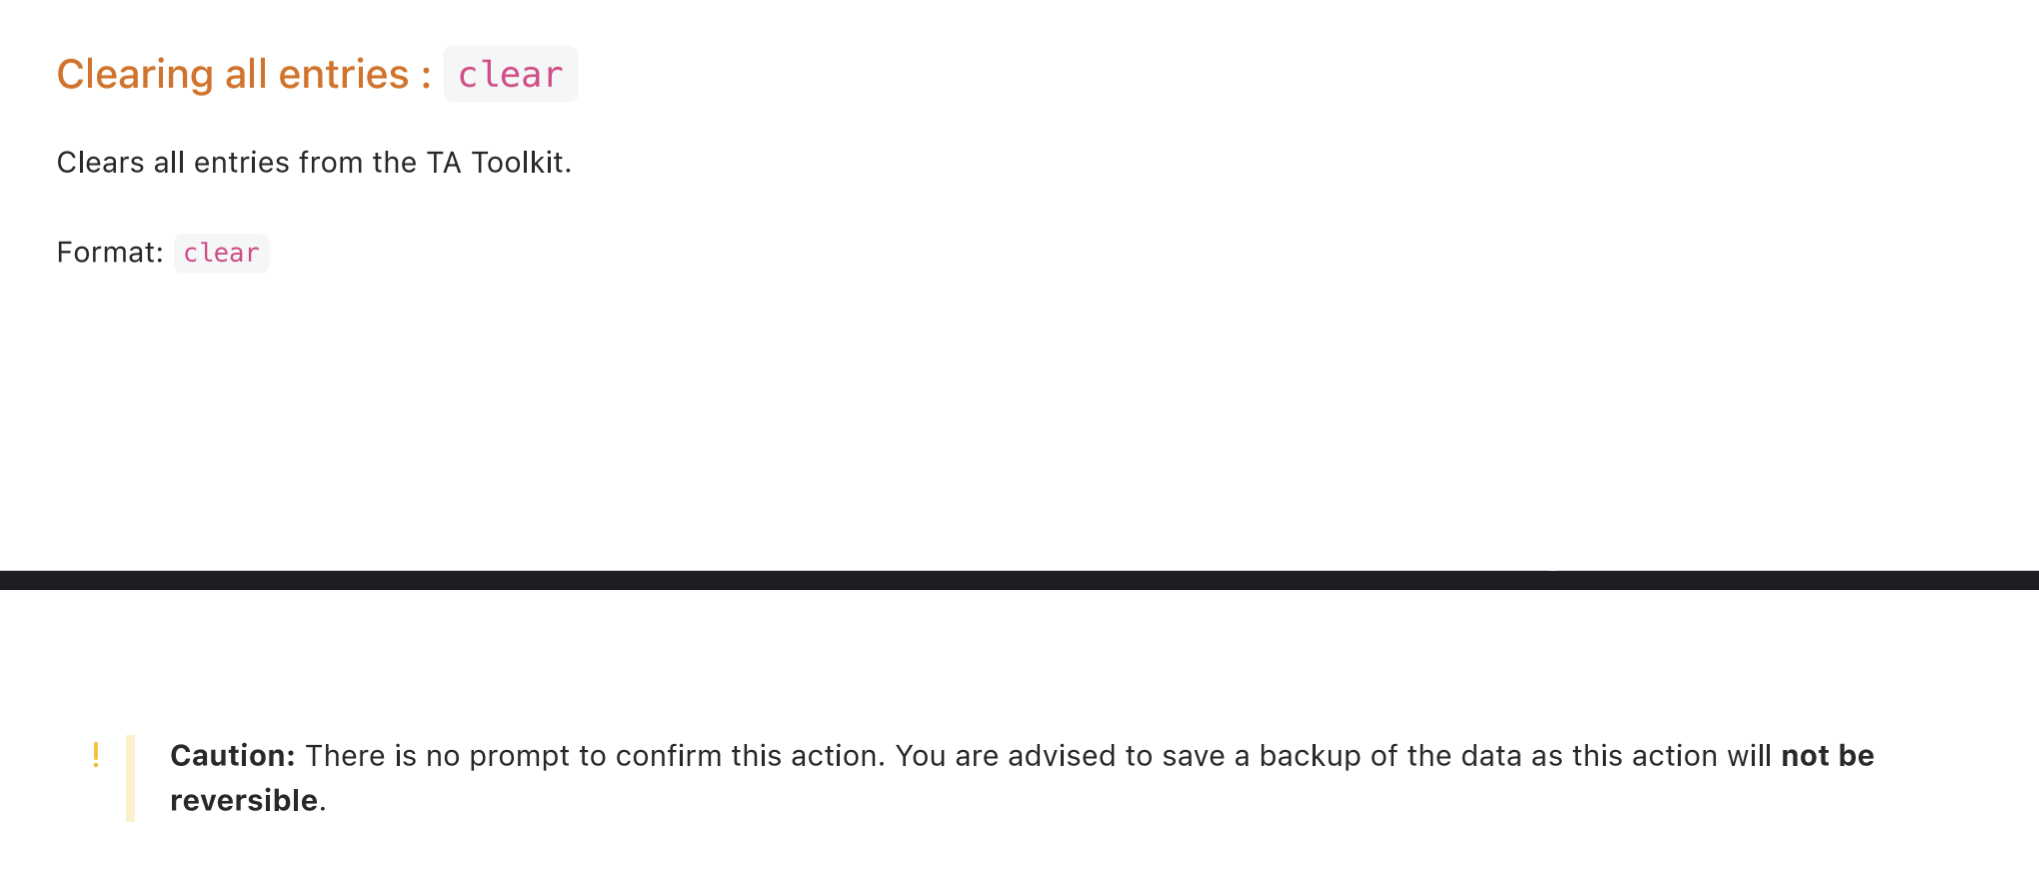 Clearing all entries : clear
Clears all entries from the TA Toolkit.
Format: clear
! Caution: There is no prompt to confirm this action. You are advised to save a backup of the data as this action will not be
reversible.